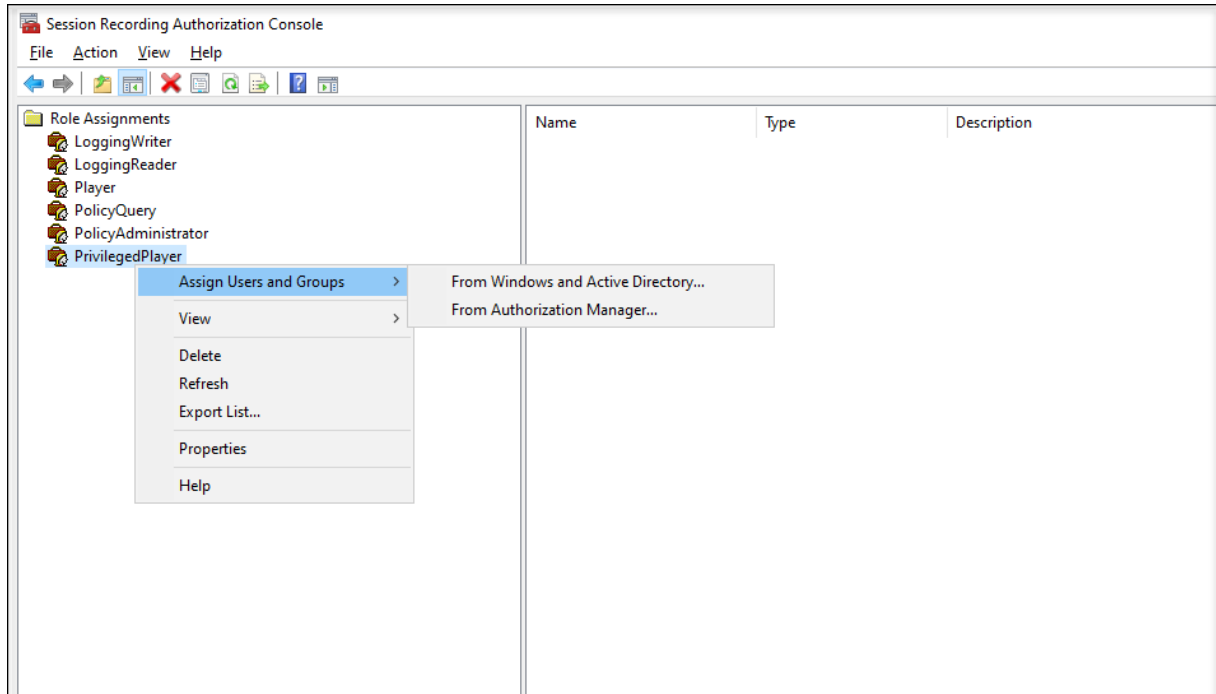 Session Recording Authorization Console
File Action View Help
Role Assignments
LoggingWriter
LoggingReader
Player
PolicyQuery
PolicyAdministrator
PrivilegedPlayer
Assign Users and Groups
View
Delete
Refresh
Export List...
Properties
Help
From Windows and Active Directory...
From Authorization Manager...
Name Type Description